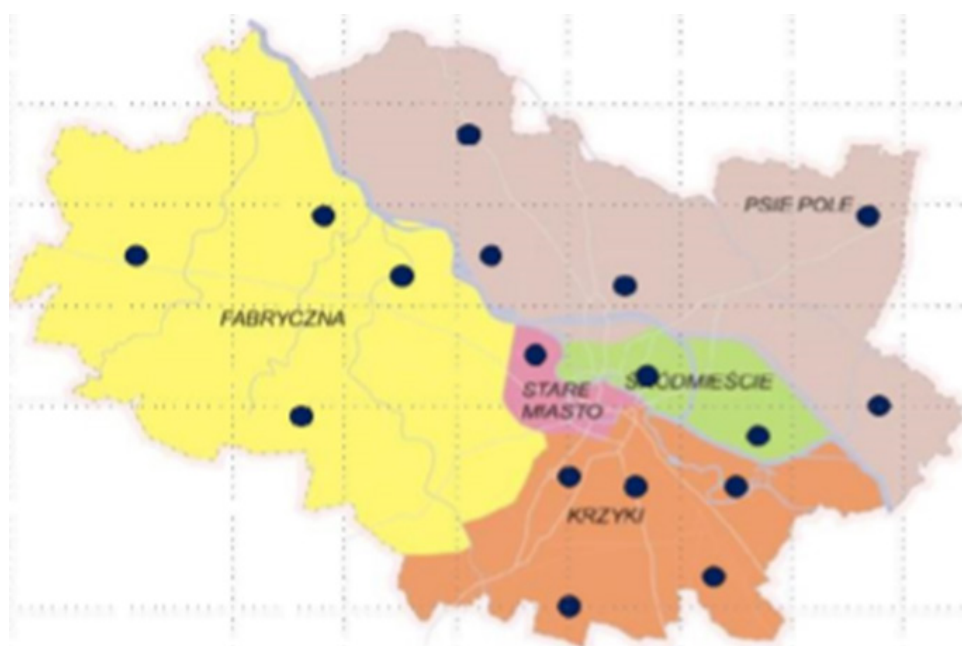 PSIE POLE
FABRYCZNA
STARE
MIASTO
ŚRÓDMIEŚCIE
KRZYKI